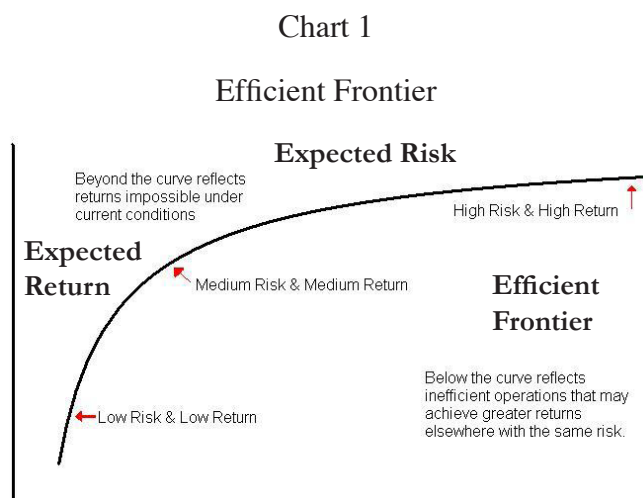 Chart 1
Efficient Frontier
Expected Risk
Beyond the curve reflects
returns impossible under
current conditions
High Risk & High Return
Expected
Return
Medium Risk & Medium Return
Efficient
Frontier
Below the curve reflects
inefficient operations that may
achieve greater returns
elsewhere with the same risk.
Low Risk & Low Return